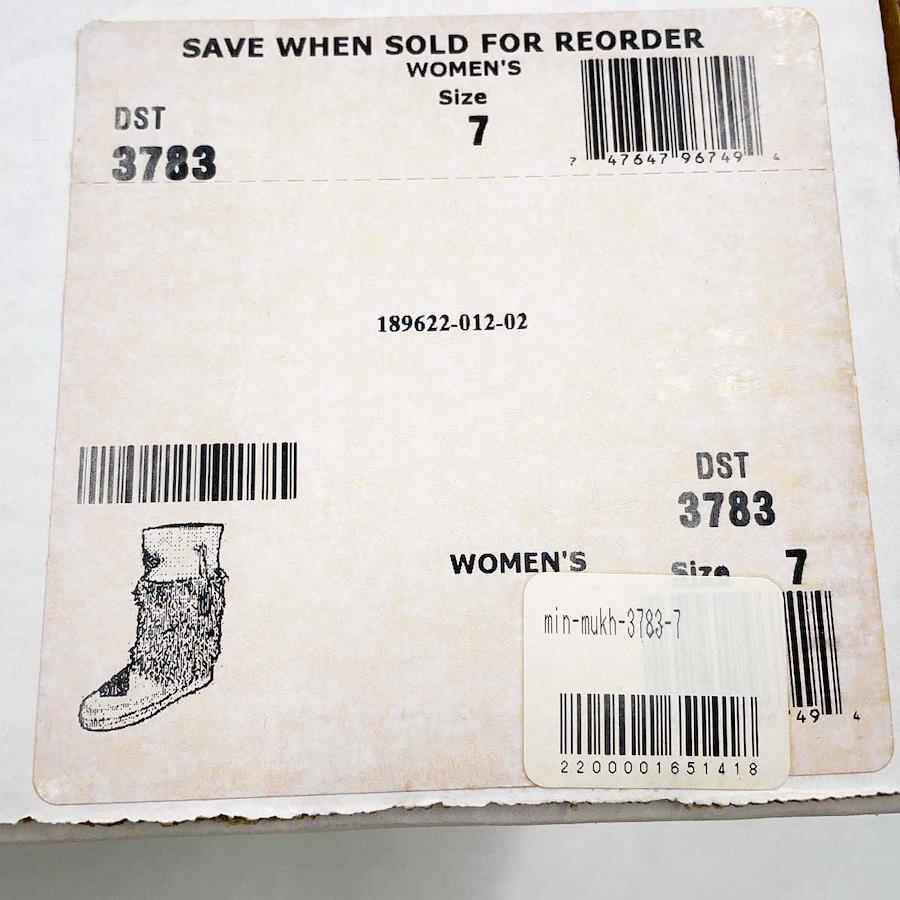 SAVE WHEN SOLD FOR REORDER
WOMEN'S
Size
7
DST
3783
7 47647 96749 4
189622-012-02
DST
3783
WOMEN'S
Size 7
min-mukh-3783-7
49 4
2200001651418